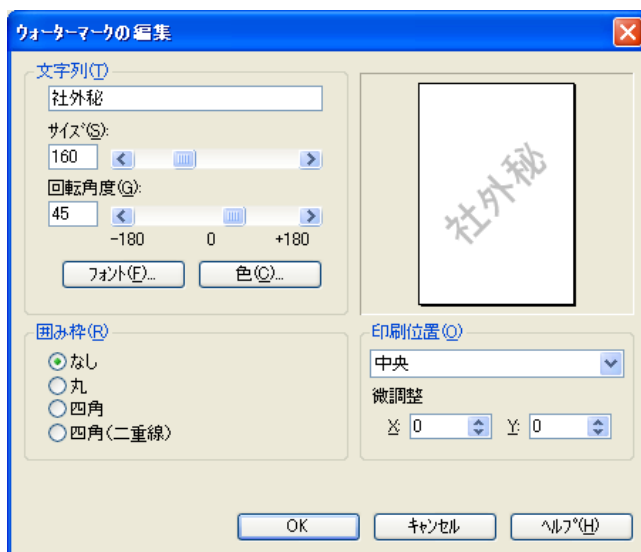 ウォーターマークの編集
文字列(T)
社外秘
サイズ(S):
160
回転角度(G):
45
-180 0 +180
フォント(F)... 色(C)...
社外秘
囲み枠(R)
なし
丸
四角
四角(二重線)
印刷位置(O)
中央
微調整
X: 0 Y: 0
OK キャンセル ヘルプ(H)